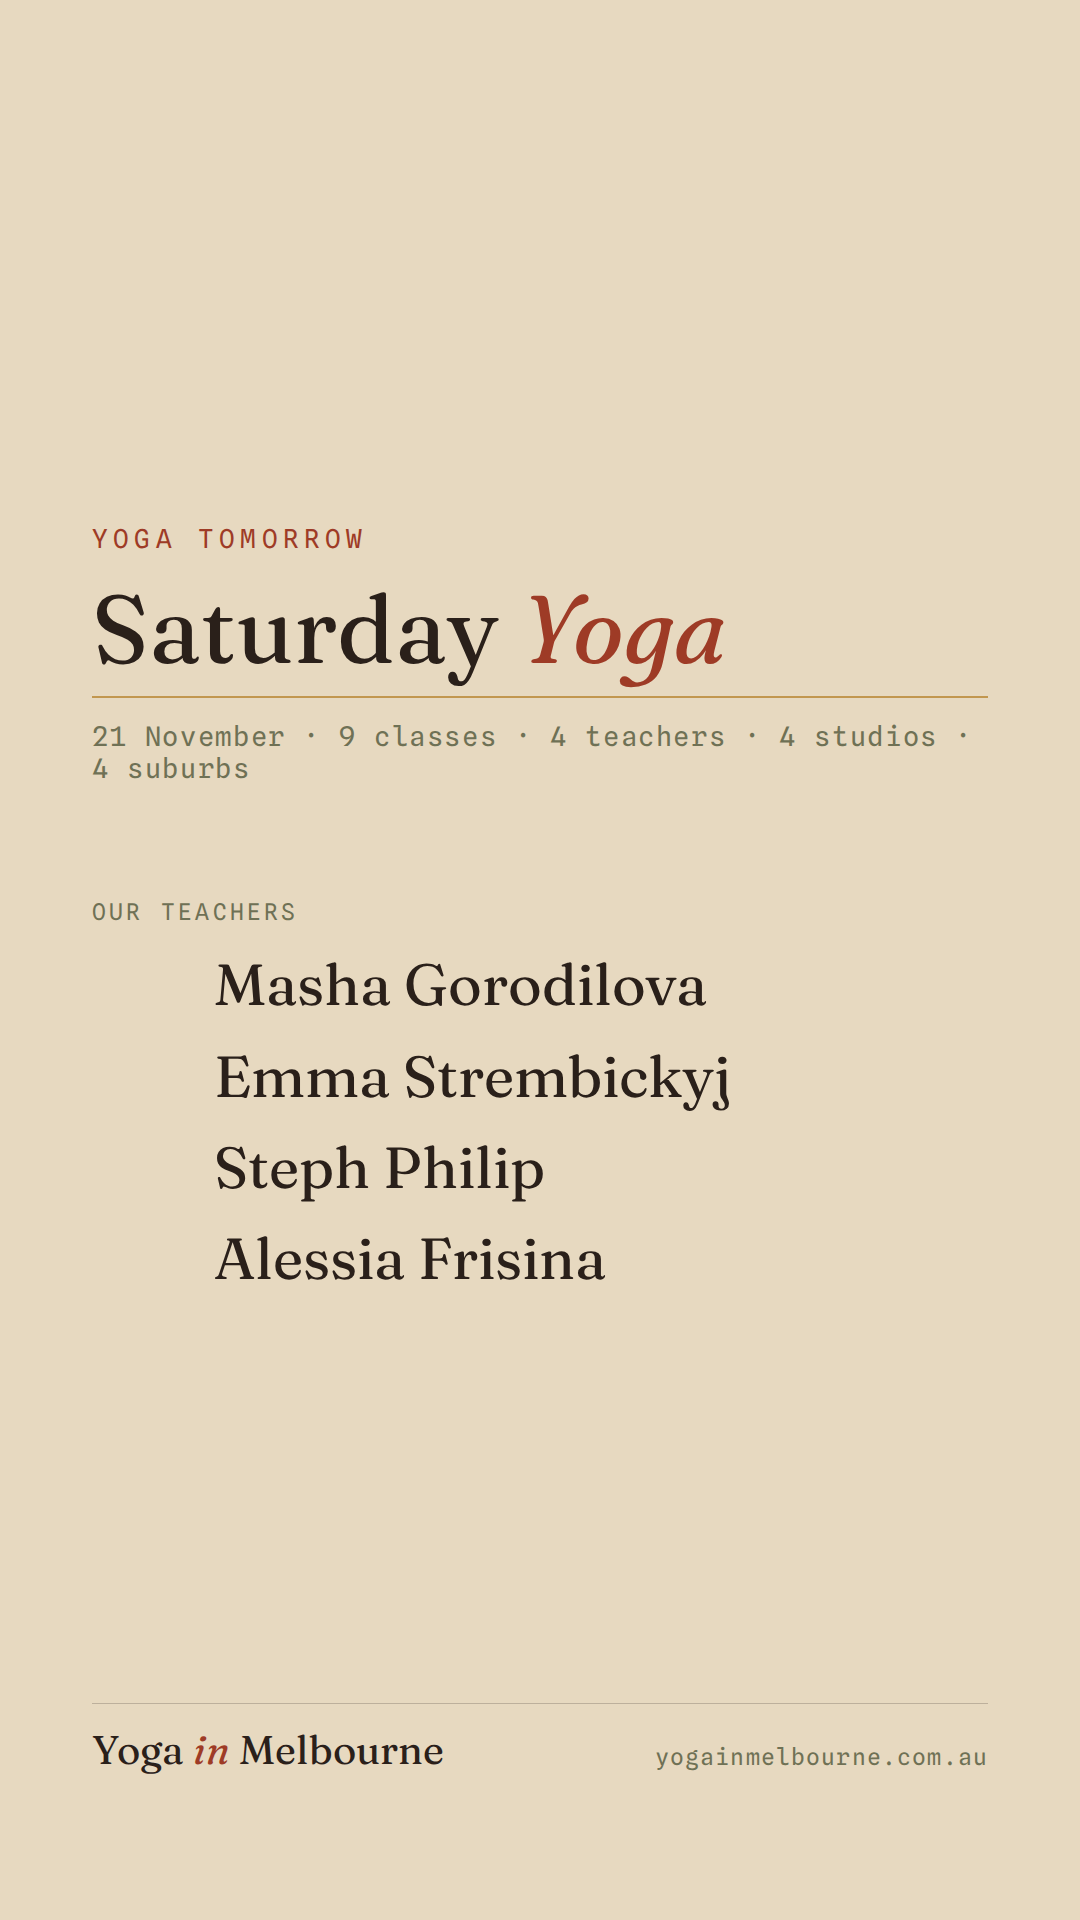 YOGA TOMORROW
Saturday Yoga
21 November · 9 classes · 4 teachers · 4 studios ·
4 suburbs
OUR TEACHERS
Masha Gorodilova
Emma Strembickyj
Steph Philip
Alessia Frisina
Yoga in Melbourne
yogainmelbourne.com.au